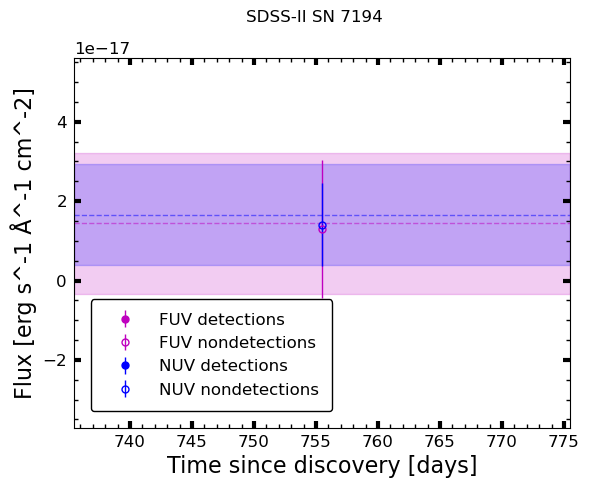 SDSS-II SN 7194
1e−17
4
2
0
−2
Flux [erg s^-1 Å^-1 cm^-2]
FUV detections
FUV nondetections
NUV detections
NUV nondetections
740 745 750 755 760 765 770 775
Time since discovery [days]